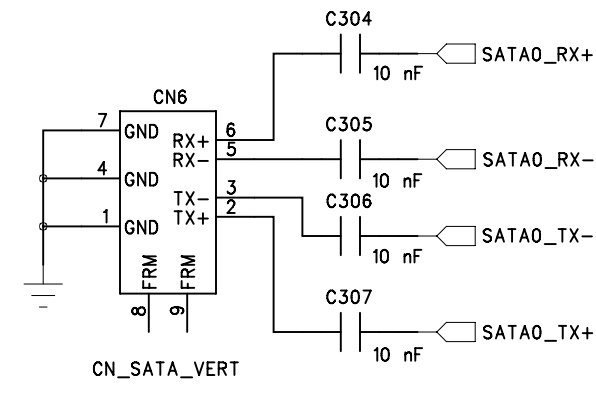 C304
10 nF
SATA0_RX+
CN6
7
GND
RX+
6
C305
RX-
5
10 nF
SATA0_RX-
4
GND
TX-
3
C306
TX+
2
10 nF
SATA0_TX-
1
GND
FRM
FRM
8
9
C307
10 nF
SATA0_TX+
CN_SATA_VERT